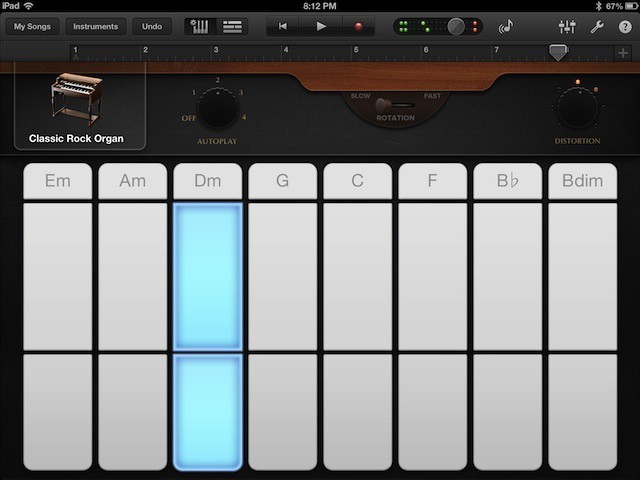 iPad 8:12 PM 67%
My Songs Instruments Undo ?
1 2 3 4 5 6 7 8 +
Classic Rock Organ
OFF 1 2 3 4
AUTOPLAY
SLOW FAST
ROTATION
DISTORTION
Em Am Dm G C F B♭ Bdim